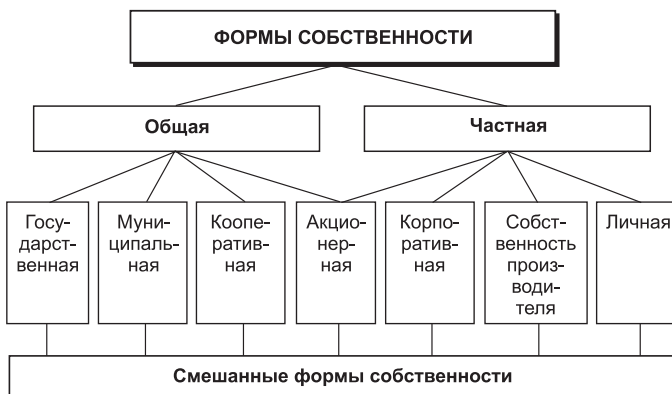 ФОРМЫ СОБСТВЕННОСТИ
Общая
Частная
Госу-
дарст-
венная
Муни-
ципаль-
ная
Коопе-
ратив-
ная
Акцио-
нер-
ная
Корпо-
ратив-
ная
Собст-
венность
произ-
води-
теля
Личная
Смешанные формы собственности